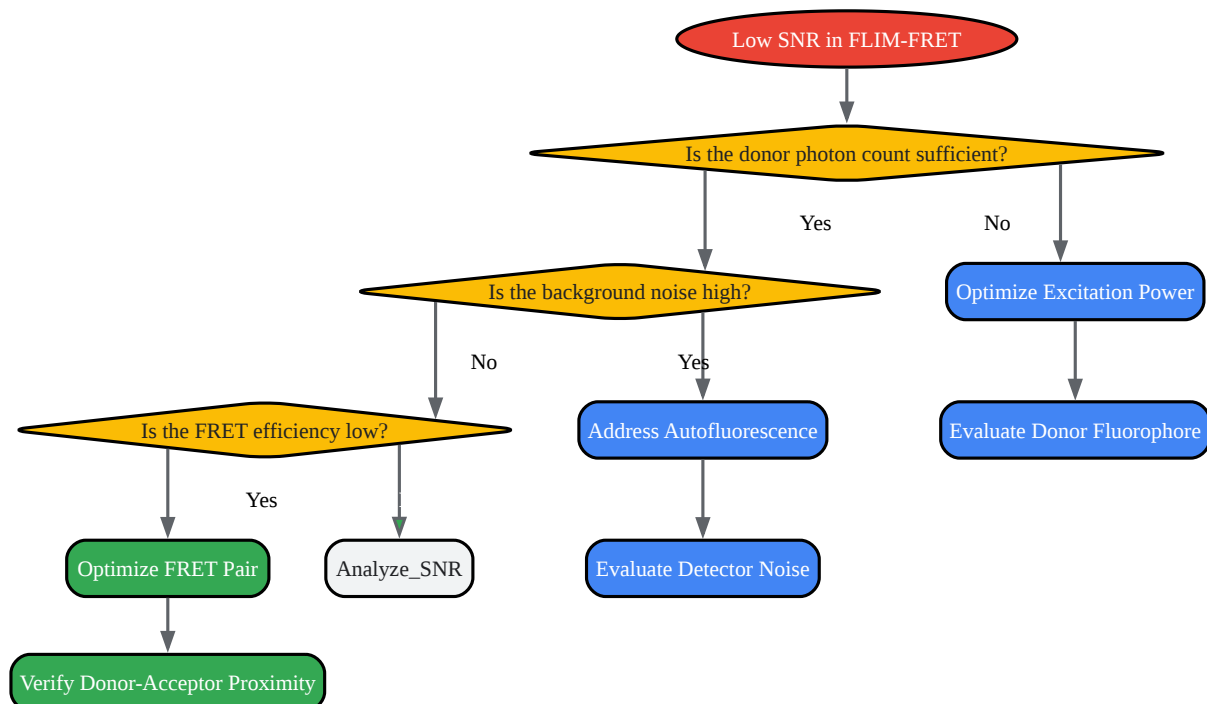 Low SNR in FLIM-FRET
Is the donor photon count sufficient?
Yes
No
Is the background noise high?
Optimize Excitation Power
No
Yes
Is the FRET efficiency low?
Address Autofluorescence
Evaluate Donor Fluorophore
Yes
Optimize FRET Pair
Analyze_SNR
Evaluate Detector Noise
Verify Donor-Acceptor Proximity